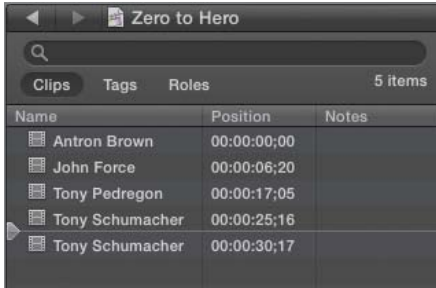 Zero to Hero
Clips Tags Roles 5 items
Name Position Notes
Antron Brown 00:00:00;00
John Force 00:00:06;20
Tony Pedregon 00:00:17;05
Tony Schumacher 00:00:25;16
Tony Schumacher 00:00:30;17